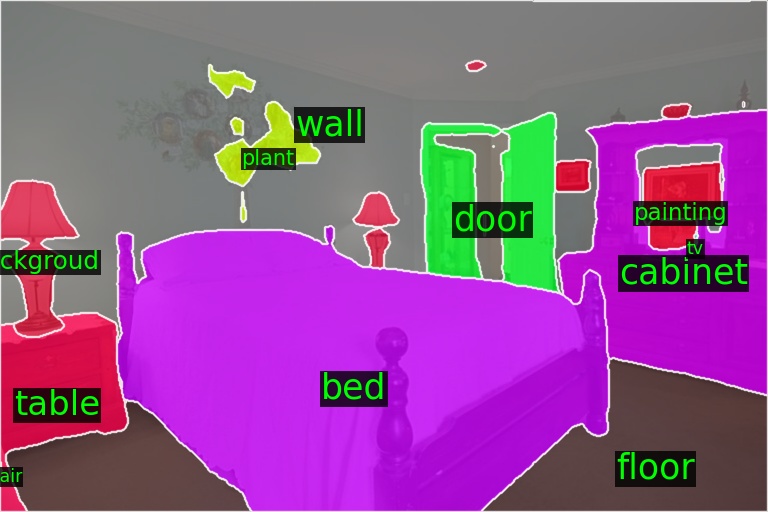 wall
plant
door
painting
tv
cabinet
ckgroud
bed
table
floor
air